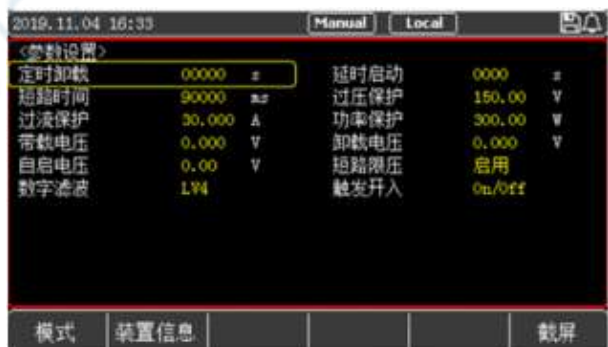 2019.11.04 16:33 Manual Local
<参数设置>
定时卸载 00000 s 延时启动 0000 s
短路时间 90000 ms 过压保护 150.00 V
过流保护 30.000 A 功率保护 300.00 W
带载电压 0.000 V 卸载电压 0.000 V
自启电压 0.00 V 短路限压 启用
数字滤波 LV4 触发开入 On/Off
模式 装置信息 截屏